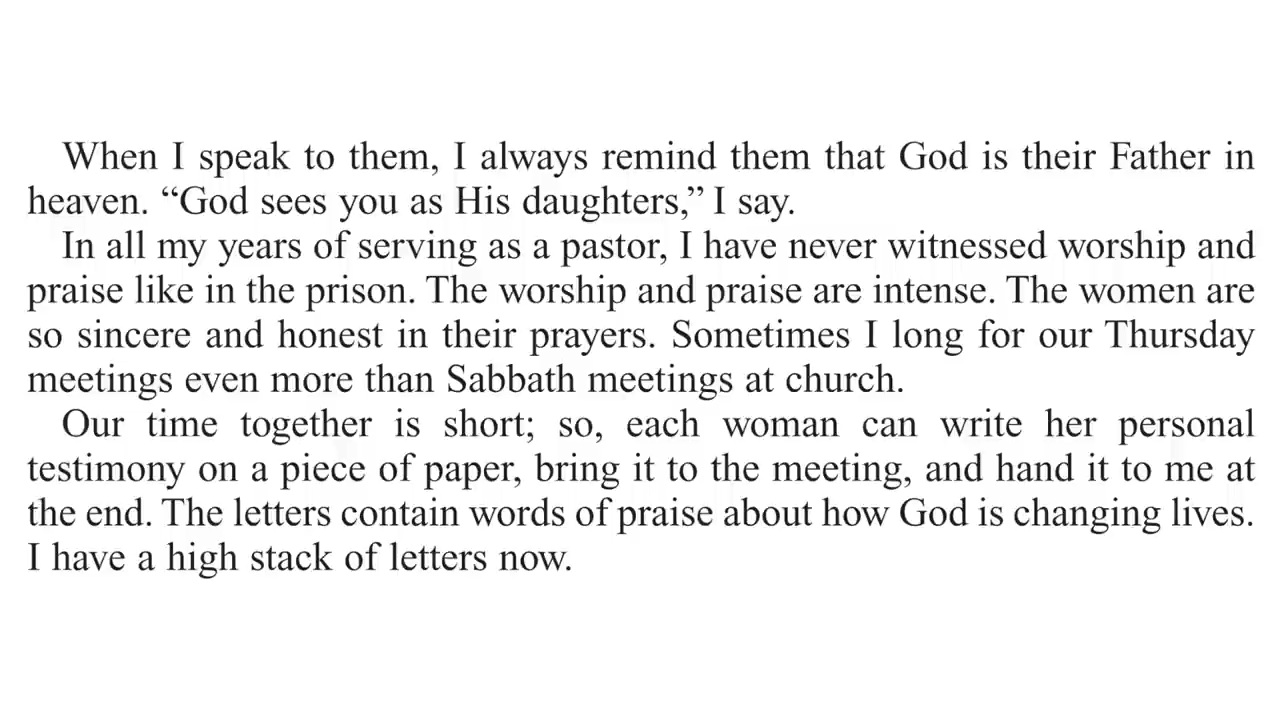 When I speak to them, I always remind them that God is their Father in
heaven. “God sees you as His daughters,” I say.
In all my years of serving as a pastor, I have never witnessed worship and
praise like in the prison. The worship and praise are intense. The women are
so sincere and honest in their prayers. Sometimes I long for our Thursday
meetings even more than Sabbath meetings at church.
Our time together is short; so, each woman can write her personal
testimony on a piece of paper, bring it to the meeting, and hand it to me at
the end. The letters contain words of praise about how God is changing lives.
I have a high stack of letters now.